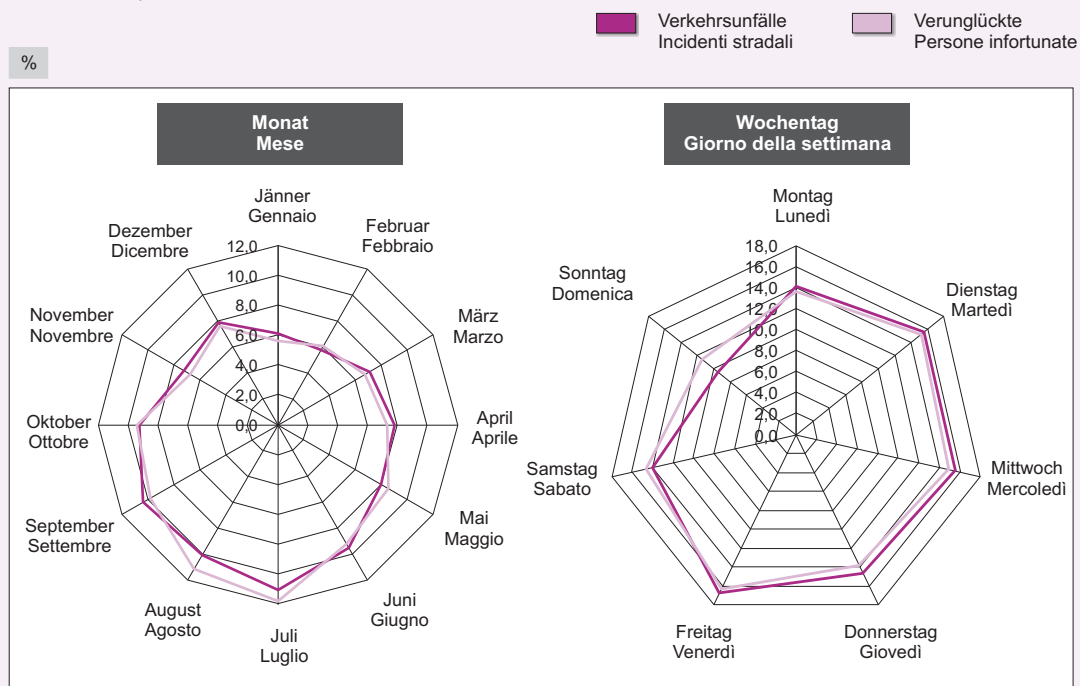 Verkehrsunfälle
Incidenti stradali
Verunglückte
Persone infortunate
%
Monat
Mese
Jänner
Gennaio
Februar
Febbraio
März
Marzo
April
Aprile
Mai
Maggio
Juni
Giugno
Juli
Luglio
August
Agosto
September
Settembre
Oktober
Ottobre
November
Novembre
Dezember
Dicembre
12,0
10,0
8,0
6,0
4,0
2,0
0,0
Wochentag
Giorno della settimana
Montag
Lunedì
Dienstag
Martedì
Mittwoch
Mercoledì
Donnerstag
Giovedì
Freitag
Venerdì
Samstag
Sabato
Sonntag
Domenica
18,0
16,0
14,0
12,0
10,0
8,0
6,0
4,0
2,0
0,0